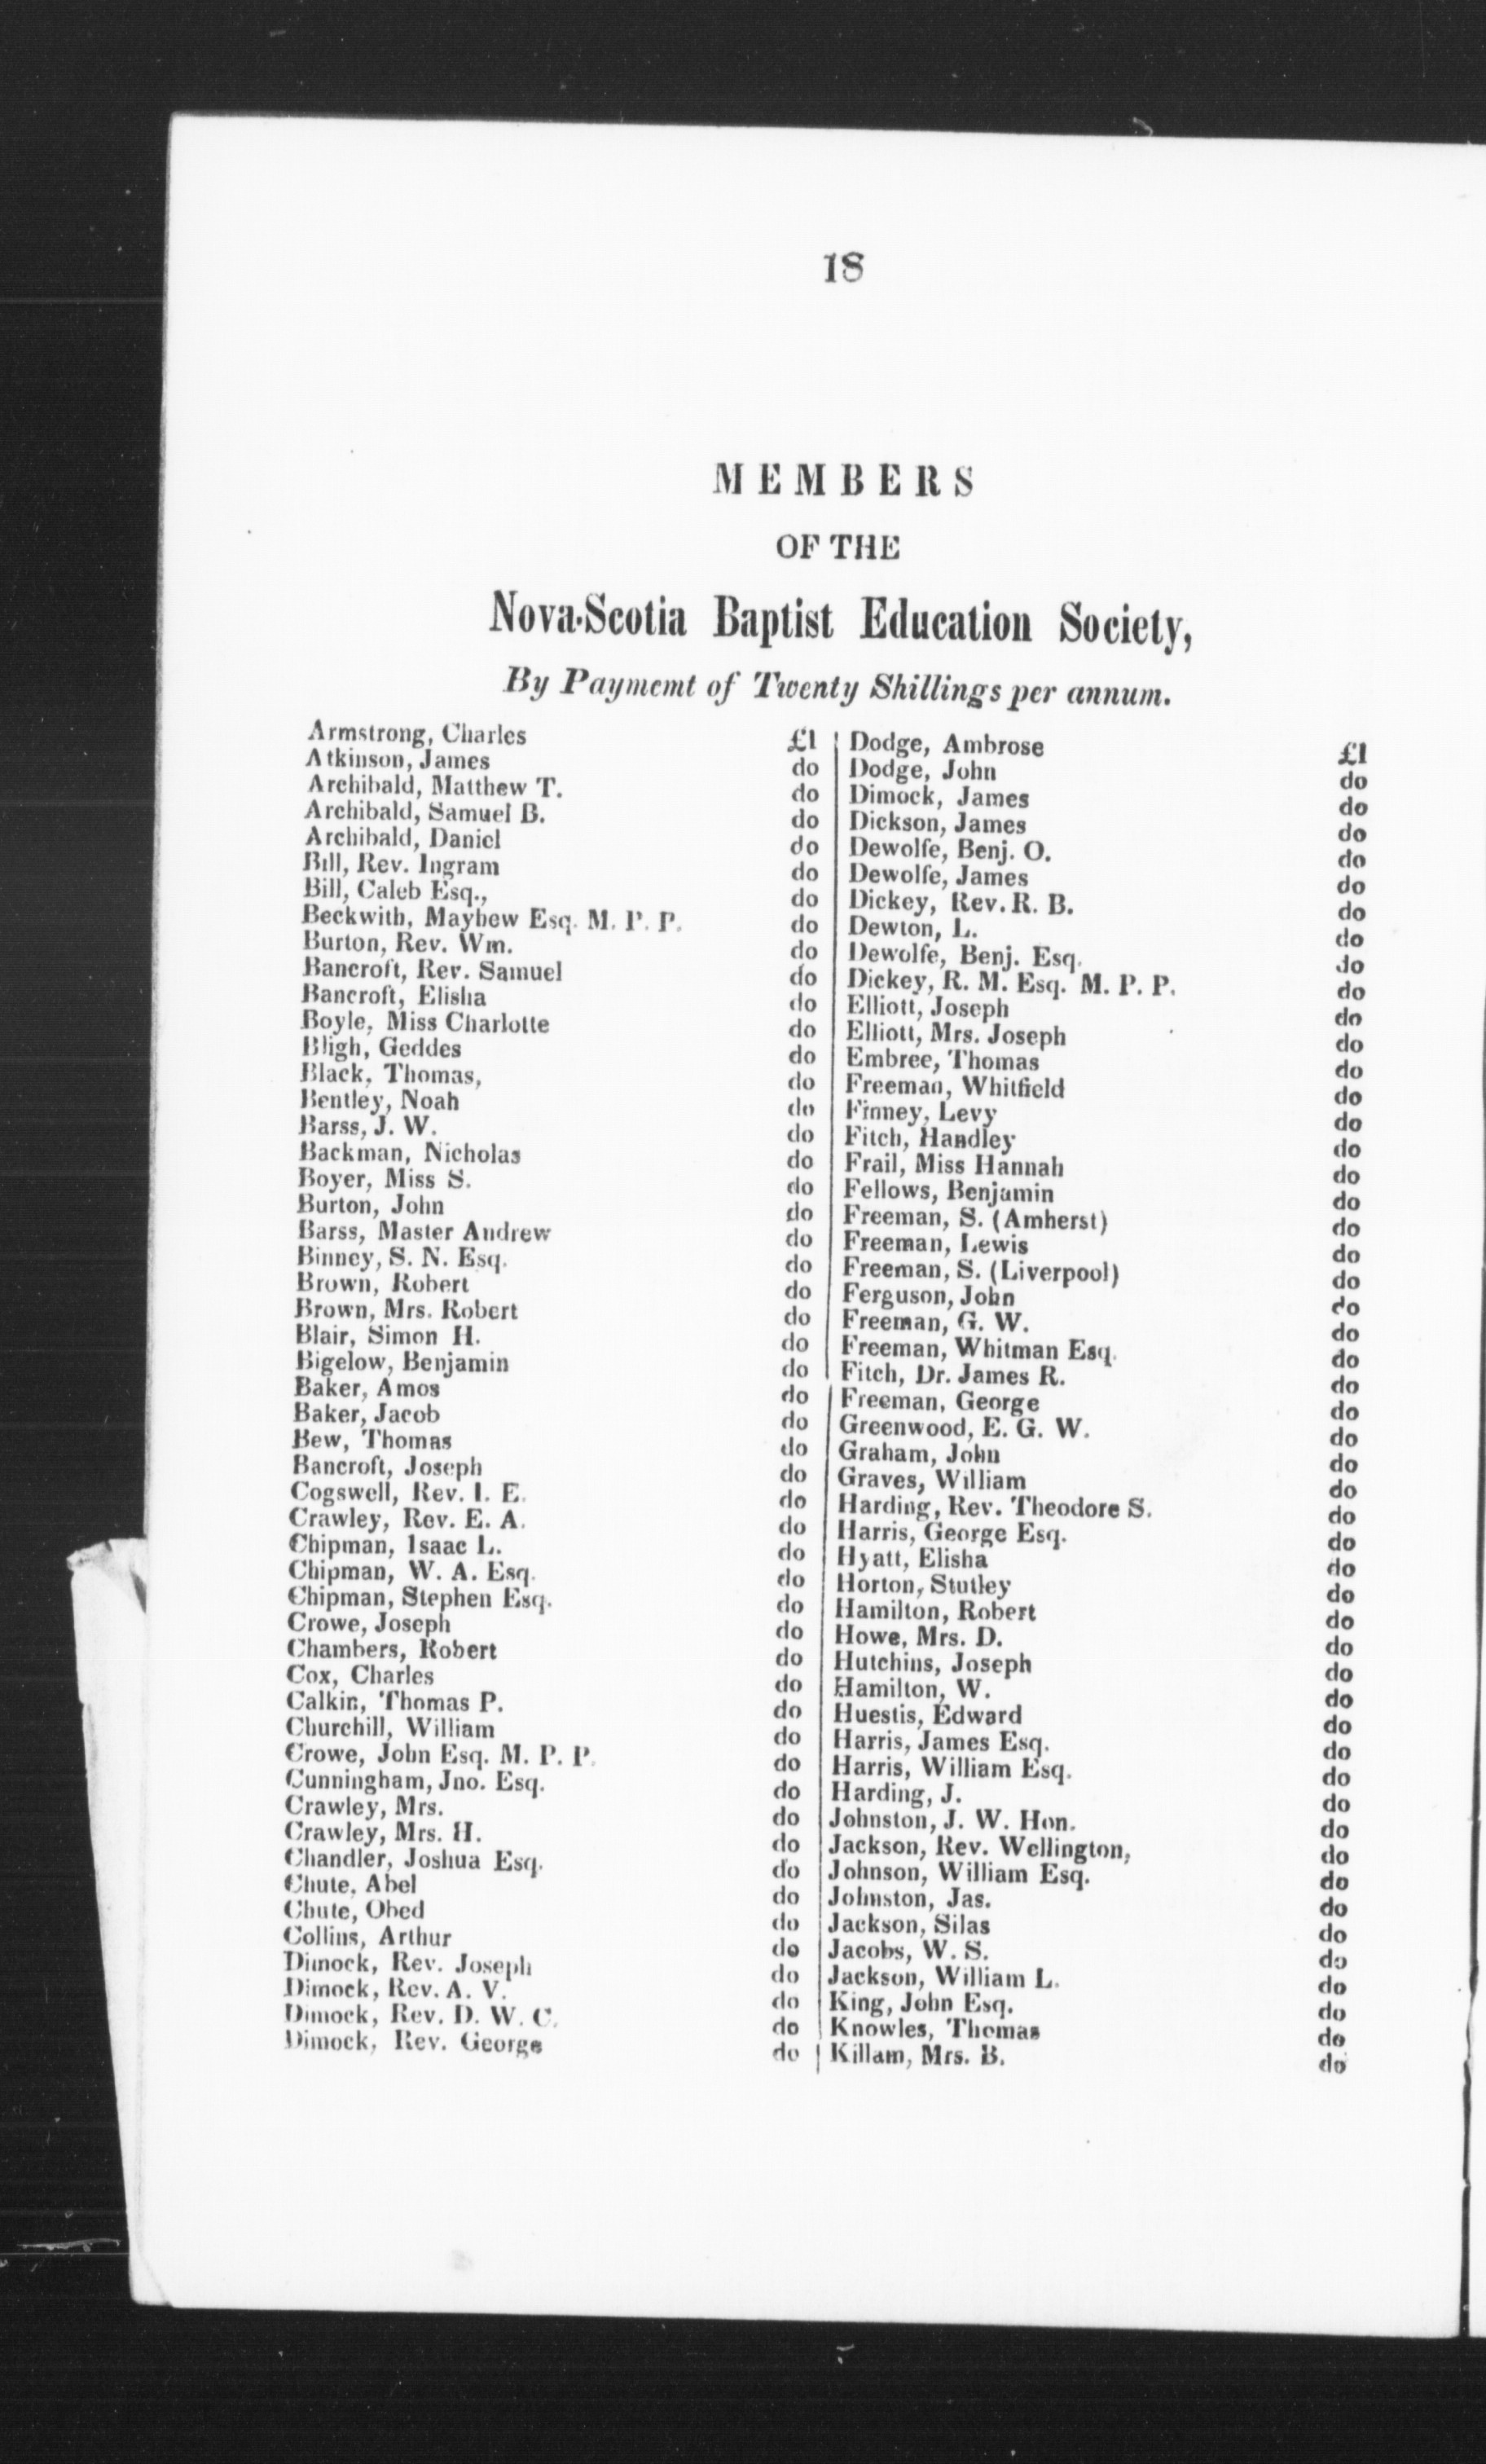 18
MEMBERS
OF THE
Nova-Scotia Baptist Education Society,
By Paymemt of Twenty Shillings per annum.
Armstrong, Charles £1
Atkinson, James do
Archibald, Matthew T. do
Archibald, Samuel B. do
Archibald, Daniel do
Bill, Rev. Ingram do
Bill, Caleb Esq., do
Beckwith, Mayhew Esq. M. P. P. do
Burton, Rev. Wm. do
Bancroft, Rev. Samuel do
Bancroft, Elisha do
Boyle, Miss Charlotte do
Bligh, Geddes do
Black, Thomas, do
Bentley, Noah do
Barss, J. W. do
Backman, Nicholas do
Boyer, Miss S. do
Burton, John do
Barss, Master Andrew do
Binney, S. N. Esq. do
Brown, Robert do
Brown, Mrs. Robert do
Blair, Simon H. do
Bigelow, Benjamin do
Baker, Amos do
Baker, Jacob do
Bew, Thomas do
Bancroft, Joseph do
Cogswell, Rev. I. E. do
Crawley, Rev. E. A. do
Chipman, Isaac L. do
Chipman, W. A. Esq. do
Chipman, Stephen Esq. do
Crowe, Joseph do
Chambers, Robert do
Cox, Charles do
Calkin, Thomas P. do
Churchill, William do
Crowe, John Esq. M. P. P. do
Cunningham, Jno. Esq. do
Crawley, Mrs. do
Crawley, Mrs. H. do
Chandler, Joshua Esq. do
Chute, Abel do
Chute, Obed do
Collins, Arthur do
Dimock, Rev. Joseph do
Dimock, Rev. A. V. do
Dimock, Rev. D. W. C. do
Dimock, Rev. George do
Dodge, Ambrose £1
Dodge, John do
Dimock, James do
Dickson, James do
Dewolfe, Benj. O. do
Dewolfe, James do
Dickey, Rev. R. B. do
Dewton, L. do
Dewolfe, Benj. Esq. do
Dickey, R. M. Esq. M. P. P. do
Elliott, Joseph do
Elliott, Mrs. Joseph do
Embree, Thomas do
Freeman, Whitfield do
Finney, Levy do
Fitch, Handley do
Frail, Miss Hannah do
Fellows, Benjamin do
Freeman, S. (Amherst) do
Freeman, Lewis do
Freeman, S. (Liverpool) do
Ferguson, John do
Freeman, G. W. do
Freeman, Whitman Esq. do
Fitch, Dr. James R. do
Freeman, George do
Greenwood, E. G. W. do
Graham, John do
Graves, William do
Harding, Rev. Theodore S. do
Harris, George Esq. do
Hyatt, Elisha do
Horton, Stutley do
Hamilton, Robert do
Howe, Mrs. D. do
Hutchins, Joseph do
Hamilton, W. do
Huestis, Edward do
Harris, James Esq. do
Harris, William Esq. do
Harding, J. do
Johnston, J. W. Hon. do
Jackson, Rev. Wellington, do
Johnson, William Esq. do
Johnston, Jas. do
Jackson, Silas do
Jacobs, W. S. do
Jackson, William L. do
King, John Esq. do
Knowles, Thomas do
Killam, Mrs. B. do